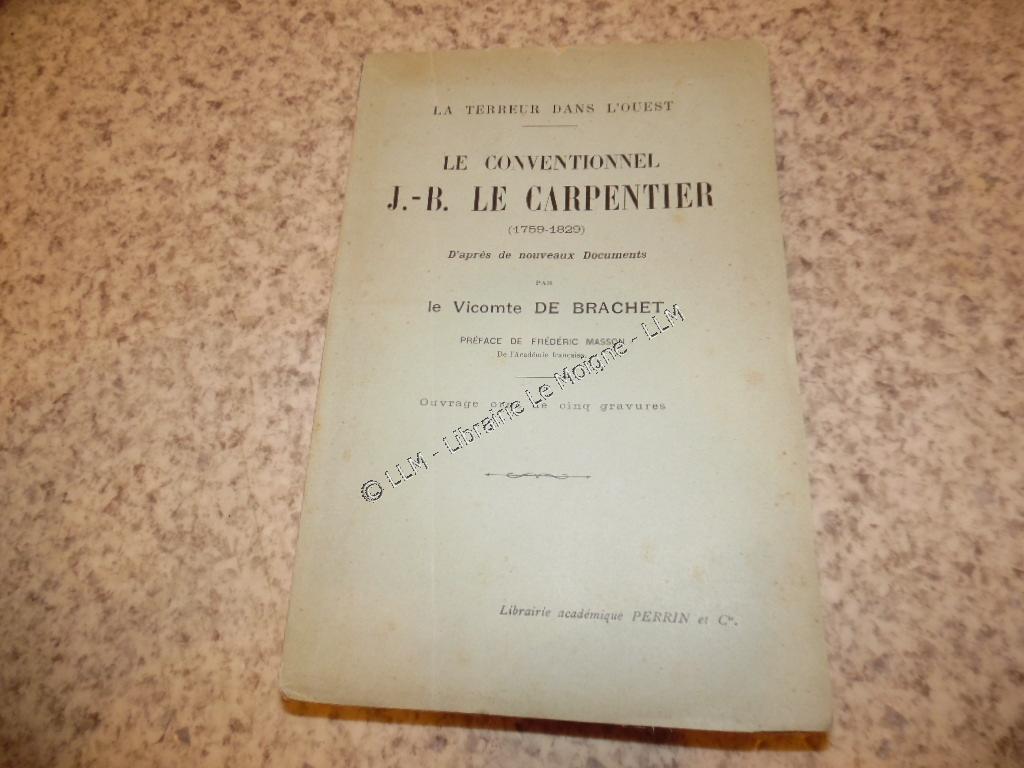 LA TERREUR DANS L'OUEST
LE CONVENTIONNEL
J.-B. LE CARPENTIER
(1759-1829)
D'après de nouveaux Documents
PAR
le Vicomte DE BRACHET
PRÉFACE DE FRÉDÉRIC MASSON
De l'Académie française.
Ouvrage orné de cinq gravures
© LLM - Librairie Le Moigne - LLM
Librairie académique PERRIN et Cie.